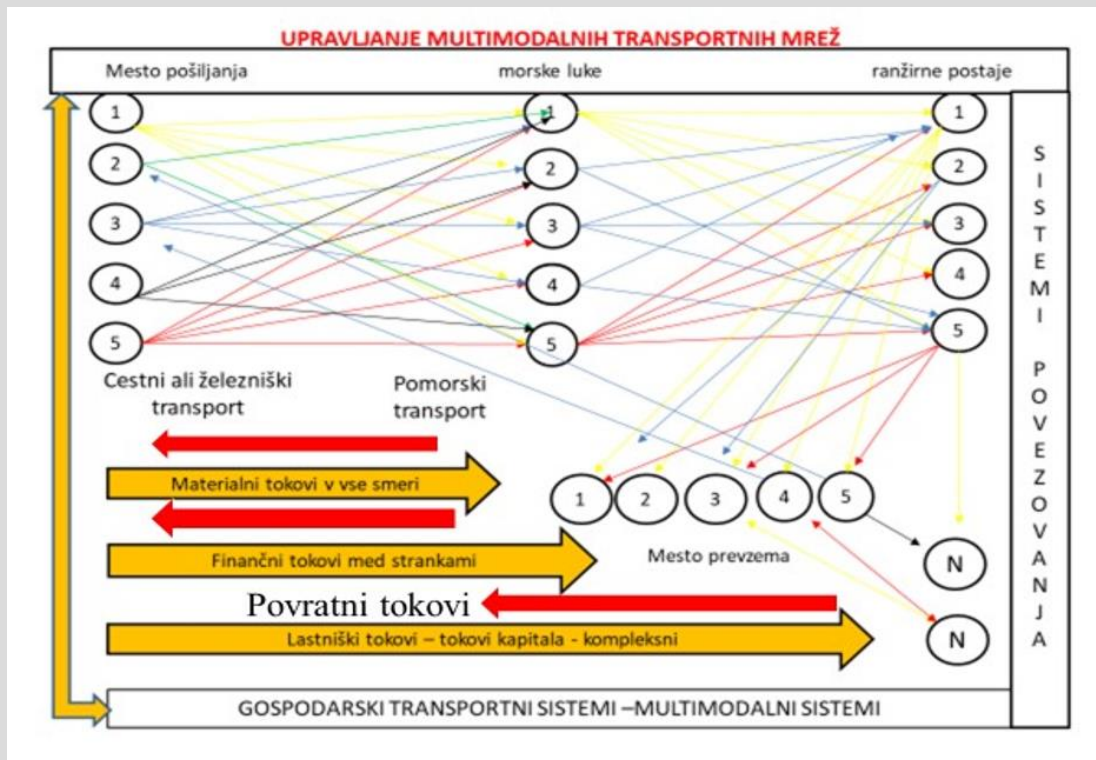 UPRAVLJANJE MULTIMODALNIH TRANSPORTNIH MREŽ
Mesto pošiljanja morske luke ranžirne postaje
1 1 1
2 2 2
3 3 3
4 4 4
5 5 5
SISTEMI POVEZOVANJA
Cestni ali železniški
transport
Pomorski
transport
Materialni tokovi v vse smeri
1 2 3 4 5
Mesto prevzema
Finančni tokovi med strankami
N
Povratni tokovi
Lastniški tokovi – tokovi kapitala - kompleksni
N
GOSPODARSKI TRANSPORTNI SISTEMI –MULTIMODALNI SISTEMI